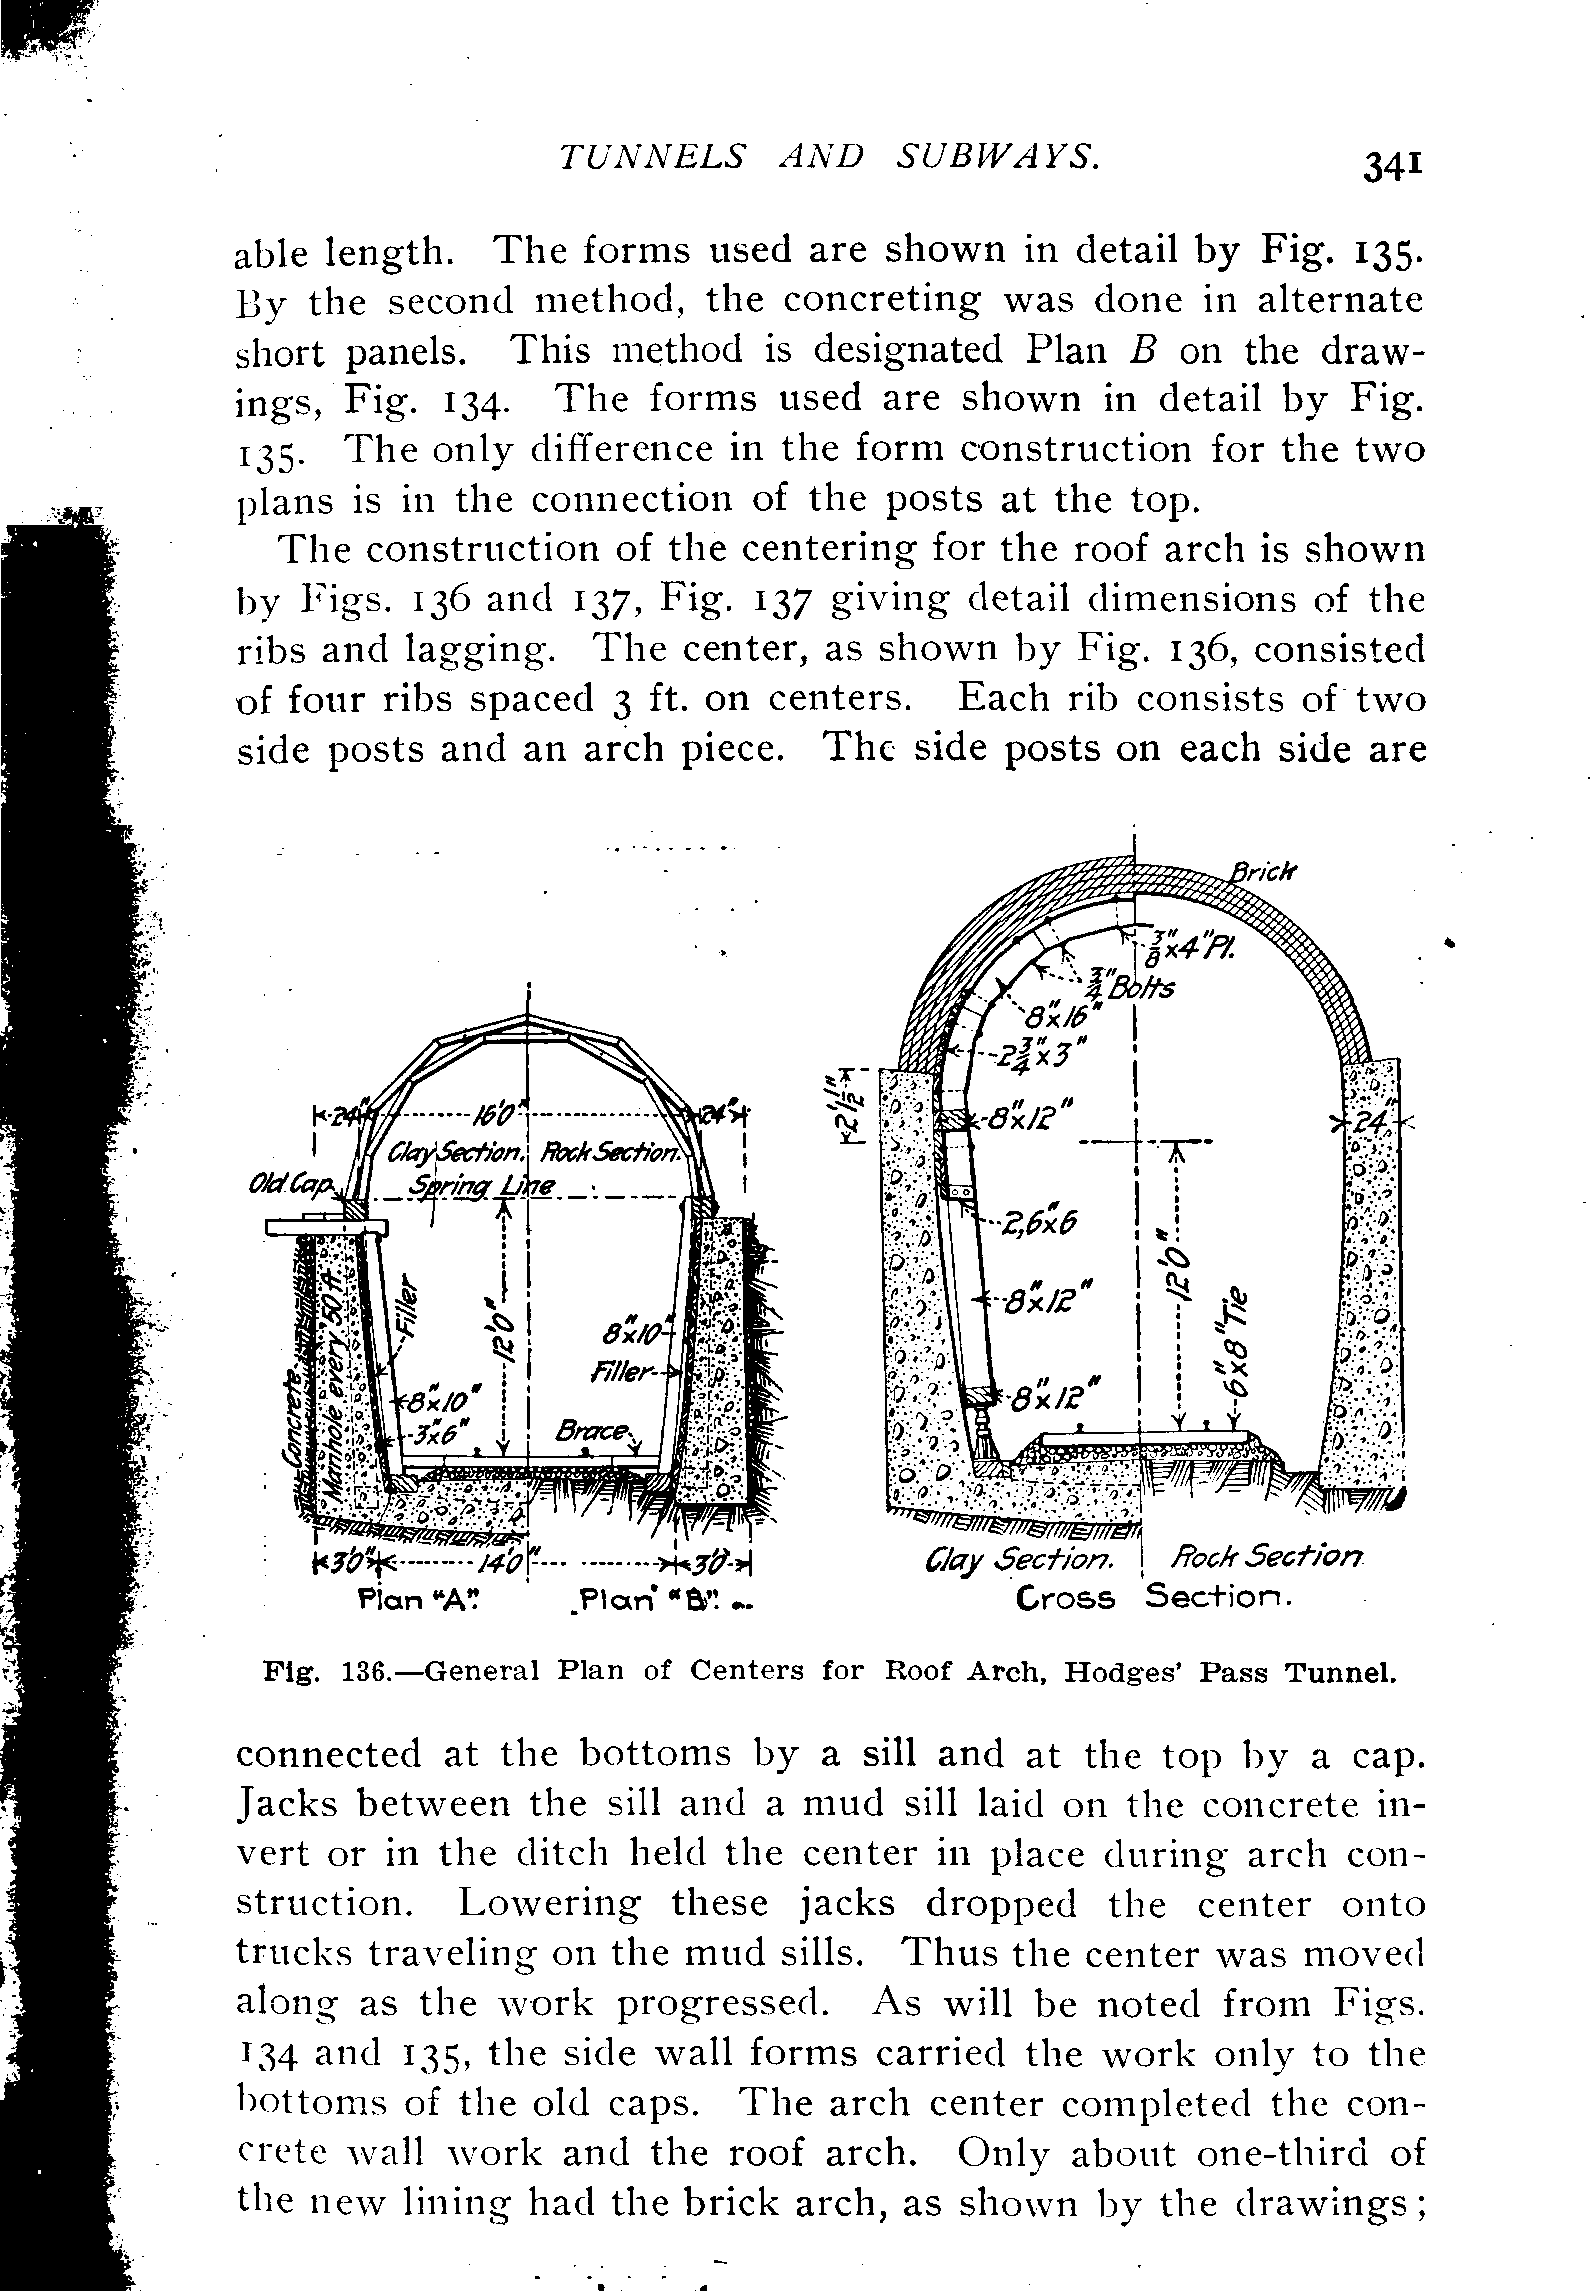 TUNNELS AND SUBWAYS. 341
able length. The forms used are shown in detail by Fig. 135.
By the second method, the concreting was done in alternate
short panels. This method is designated Plan B on the draw-
ings, Fig. 134. The forms used are shown in detail by Fig.
135. The only difference in the form construction for the two
plans is in the connection of the posts at the top.
The construction of the centering for the roof arch is shown
by Figs. 136 and 137, Fig. 137 giving detail dimensions of the
ribs and lagging. The center, as shown by Fig. 136, consisted
of four ribs spaced 3 ft. on centers. Each rib consists of two
side posts and an arch piece. The side posts on each side are
24"
16'0"
24"
Clay Section. Rock Section.
Old Cap
Spring Line
Filler
12'0"
8"x10"
Filler
Concrete
Manhole every 50 ft.
8"x10"
3"x6"
Brace
3'0" 14'0" 3'0"
Plan "A". Plan "B".
Brick
3/8"x4" Pl.
3/4" Bolts
8"x16"
2 3/4"x3"
2'1/2"
8"x12"
24"
2,6"x6
8"x12"
12'0"
6"x8" Tie
8"x12"
Clay Section. Rock Section
Cross Section.
Fig. 136.—General Plan of Centers for Roof Arch, Hodges' Pass Tunnel.
connected at the bottoms by a sill and at the top by a cap.
Jacks between the sill and a mud sill laid on the concrete in-
vert or in the ditch held the center in place during arch con-
struction. Lowering these jacks dropped the center onto
trucks traveling on the mud sills. Thus the center was moved
along as the work progressed. As will be noted from Figs.
134 and 135, the side wall forms carried the work only to the
bottoms of the old caps. The arch center completed the con-
crete wall work and the roof arch. Only about one-third of
the new lining had the brick arch, as shown by the drawings;